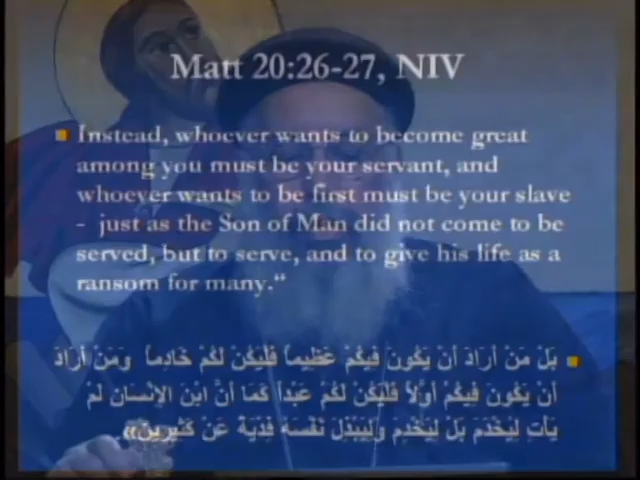 Matt 20:26-27, NIV
Instead, whoever wants to become great
among you must be your servant, and
whoever wants to be first must be your slave
- just as the Son of Man did not come to be
served, but to serve, and to give his life as a
ransom for many.“
بَلْ مَنْ أَرَادَ أَنْ يَكُونَ فِيكُمْ عَظِيماً فَلْيَكُنْ لَكُمْ خَادِماً وَمَنْ أَرَادَ
أَنْ يَكُونَ فِيكُمْ أَوَّلاً فَلْيَكُنْ لَكُمْ عَبْداً كَمَا أَنَّ ابْنَ الإِنْسَانِ لَمْ
يَأْتِ لِيُخْدَمَ بَلْ لِيَخْدِمَ وَلِيَبْذِلَ نَفْسَهُ فِدْيَةً عَنْ كَثِيرِينَ».